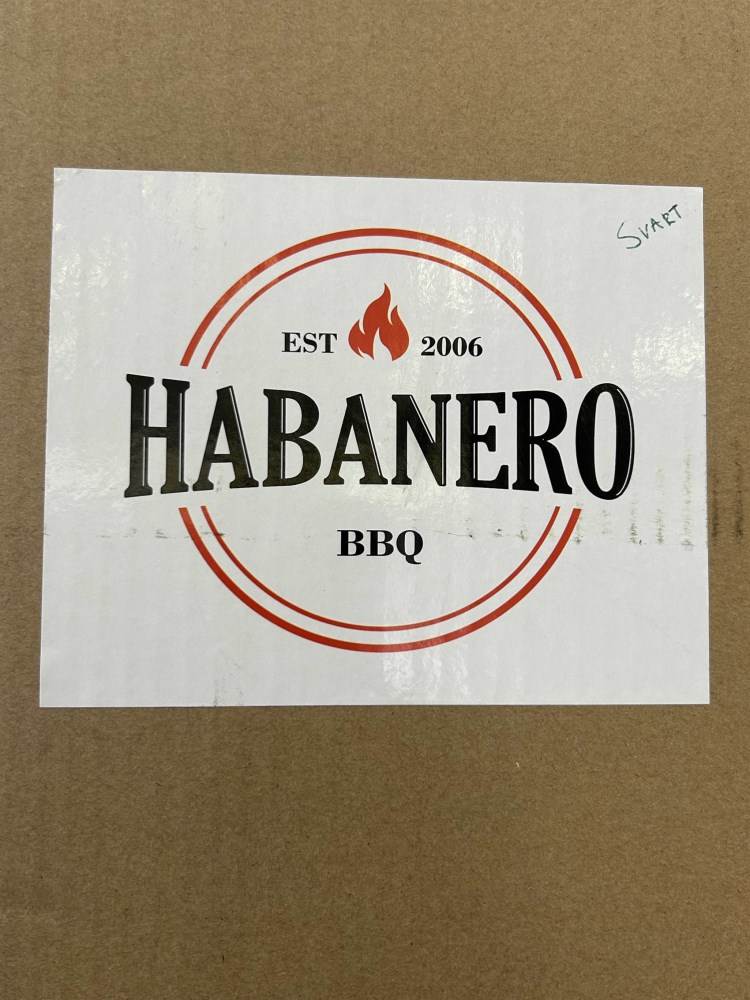 SVART
EST 2006
HABANERO
BBQ